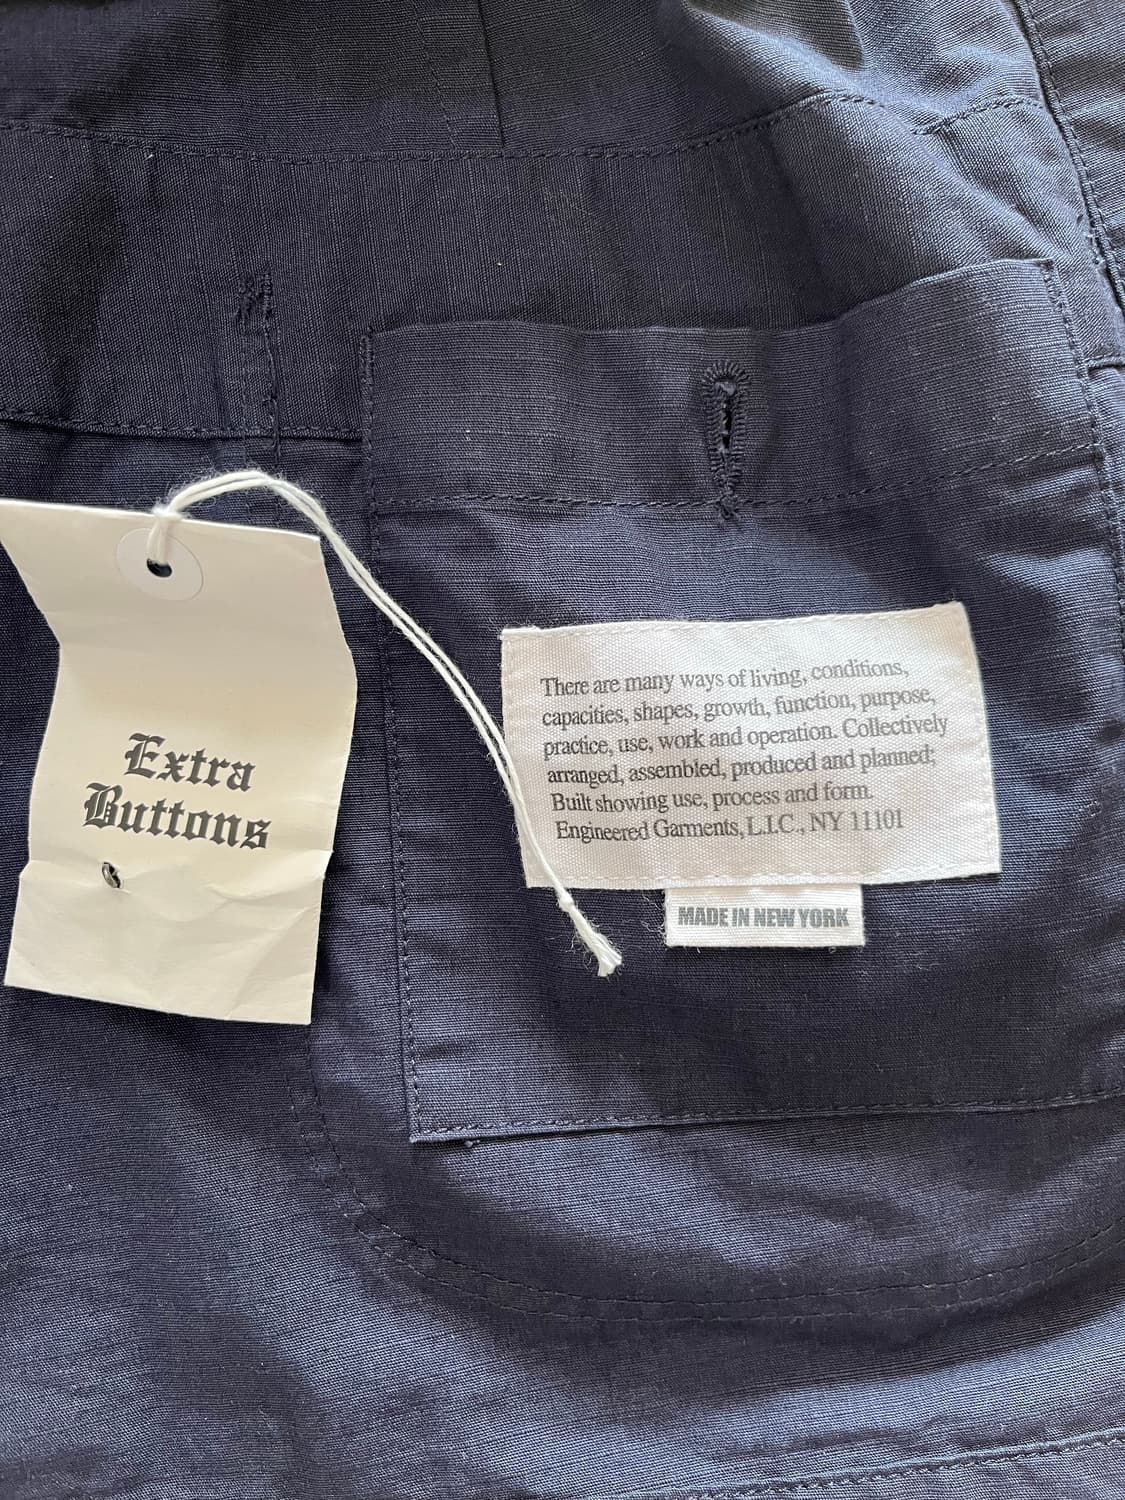 Extra
Buttons
There are many ways of living, conditions,
capacities, shapes, growth, function, purpose,
practice, use, work and operation. Collectively
arranged, assembled, produced and planned;
Built showing use, process and form.
Engineered Garments, L.I.C., NY 11101
MADE IN NEW YORK